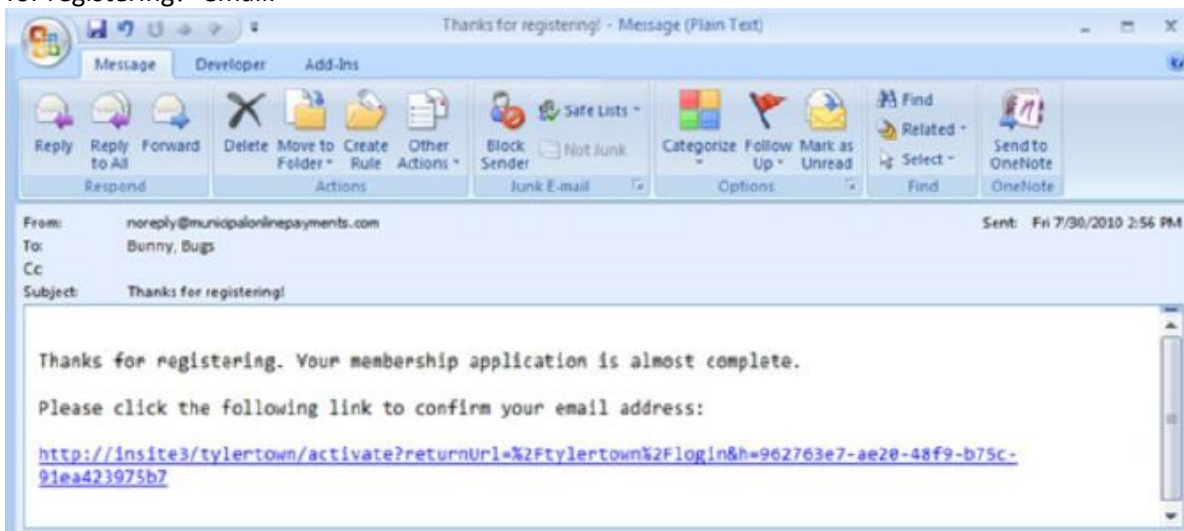 for registering!" email.
Thanks for registering! - Message (Plain Text)
Message Developer Add-Ins
Reply Reply to All Forward Delete Move to Folder Create Rule Other Actions Block Sender Safe Lists Not Junk Categorize Follow Up Mark as Unread Find Related Select Send to OneNote
Respond Actions Junk E-mail Options Find OneNote
From: noreply@municipalonlinepayments.com Sent: Fri 7/30/2010 2:56 PM
To: Bunny, Bugs
Cc
Subject: Thanks for registering!
Thanks for registering. Your membership application is almost complete.
Please click the following link to confirm your email address:
http://insite3/tylertown/activate?returnUrl=%2Ftylertown%2Flogin&h=962763e7-ae20-48f9-b75c-
91ea423975b7